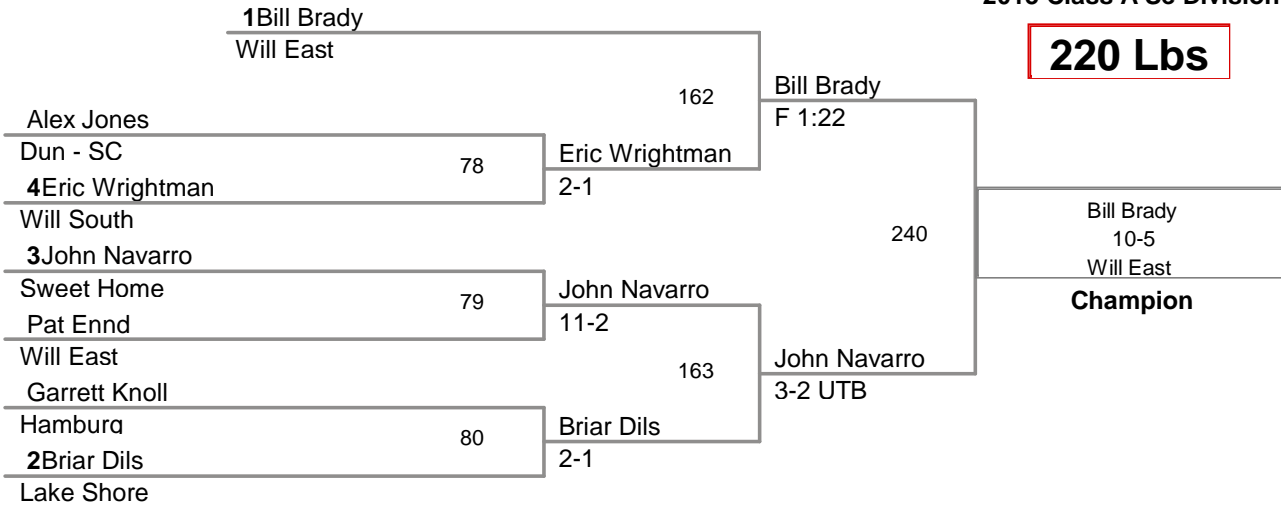 1Bill Brady
Will East
220 Lbs
162
Bill Brady
F 1:22
Alex Jones
Dun - SC
78
Eric Wrightman
2-1
4Eric Wrightman
Will South
240
Bill Brady
10-5
Will East
Champion
3John Navarro
Sweet Home
79
John Navarro
11-2
Pat Ennd
Will East
163
John Navarro
3-2 UTB
Garrett Knoll
Hamburg
80
Briar Dils
2-1
2Briar Dils
Lake Shore